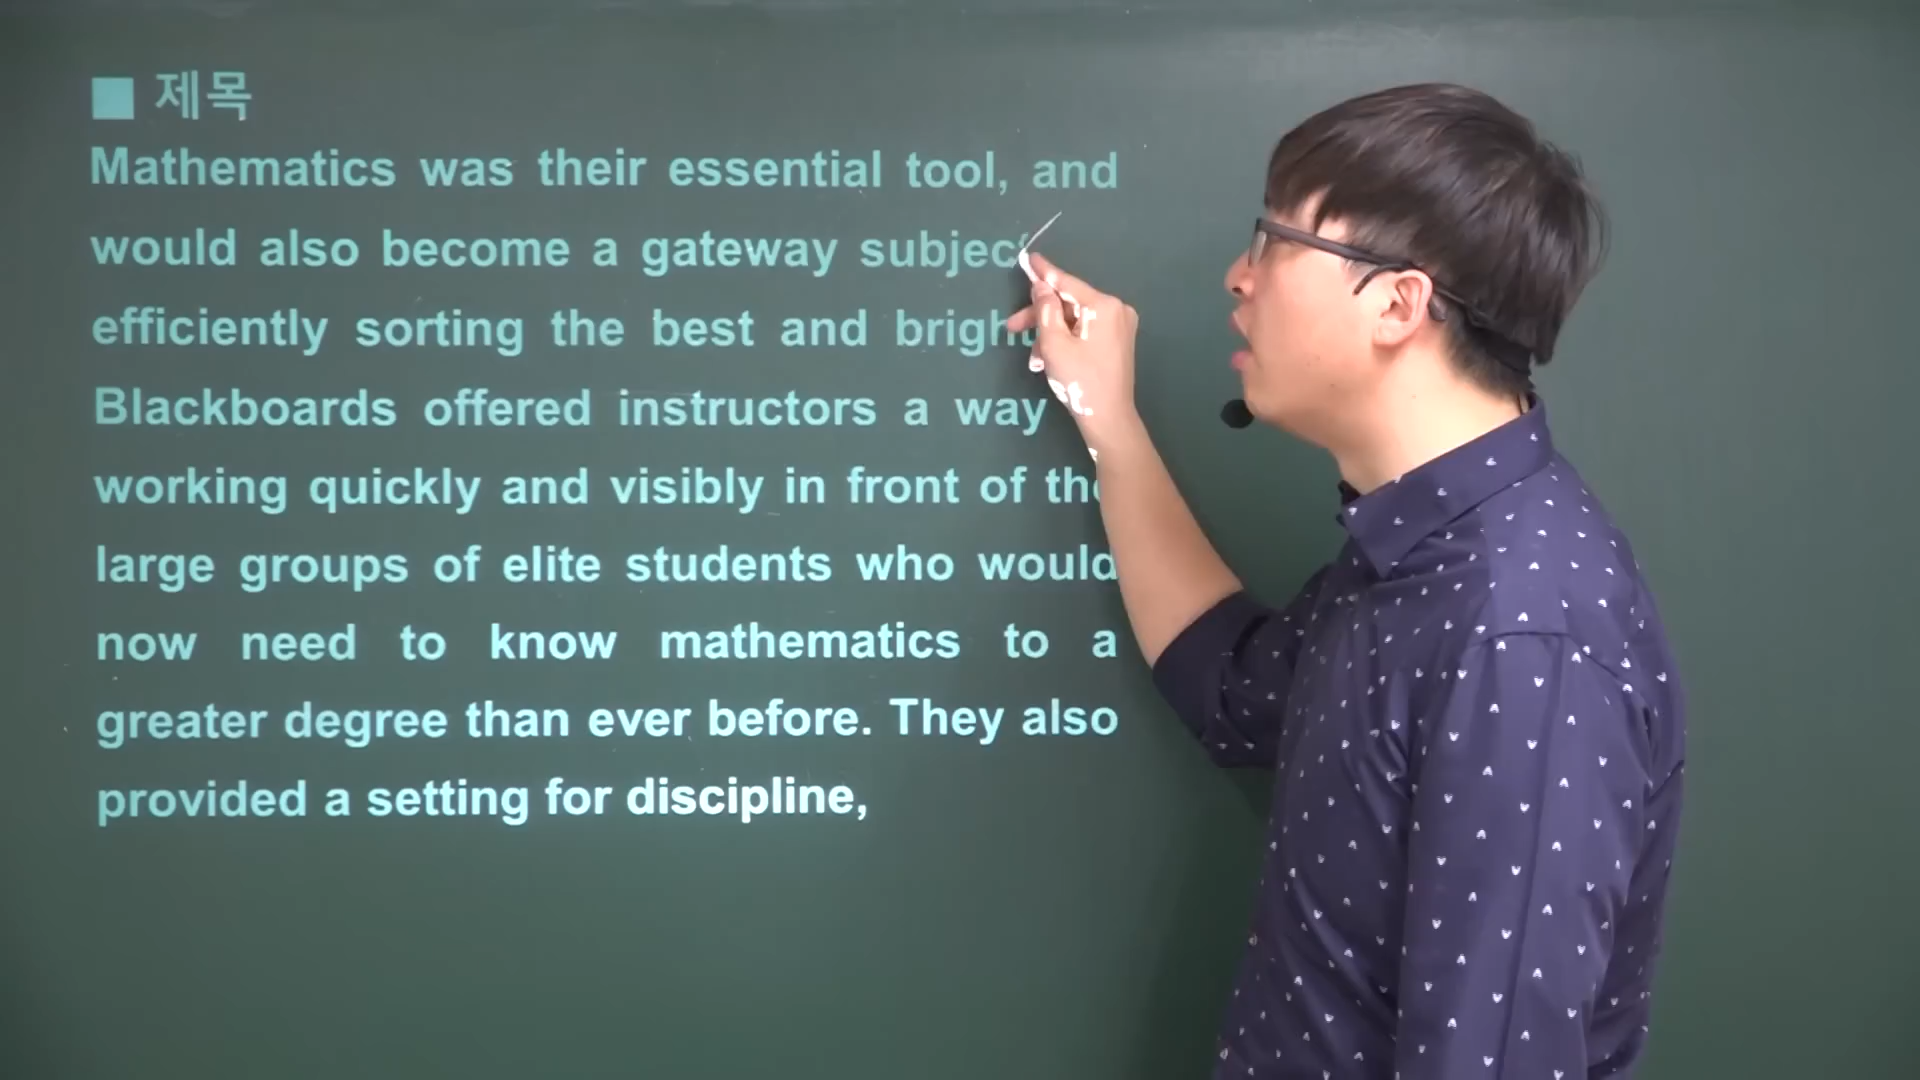 ■ 제목
Mathematics was their essential tool, and
would also become a gateway
efficiently sorting the best and
Blackboards offered instructors a way
working quickly and visibly in front of the
large groups of elite students who would
now need to know mathematics to a
greater degree than ever before. They also
provided a setting for discipline,